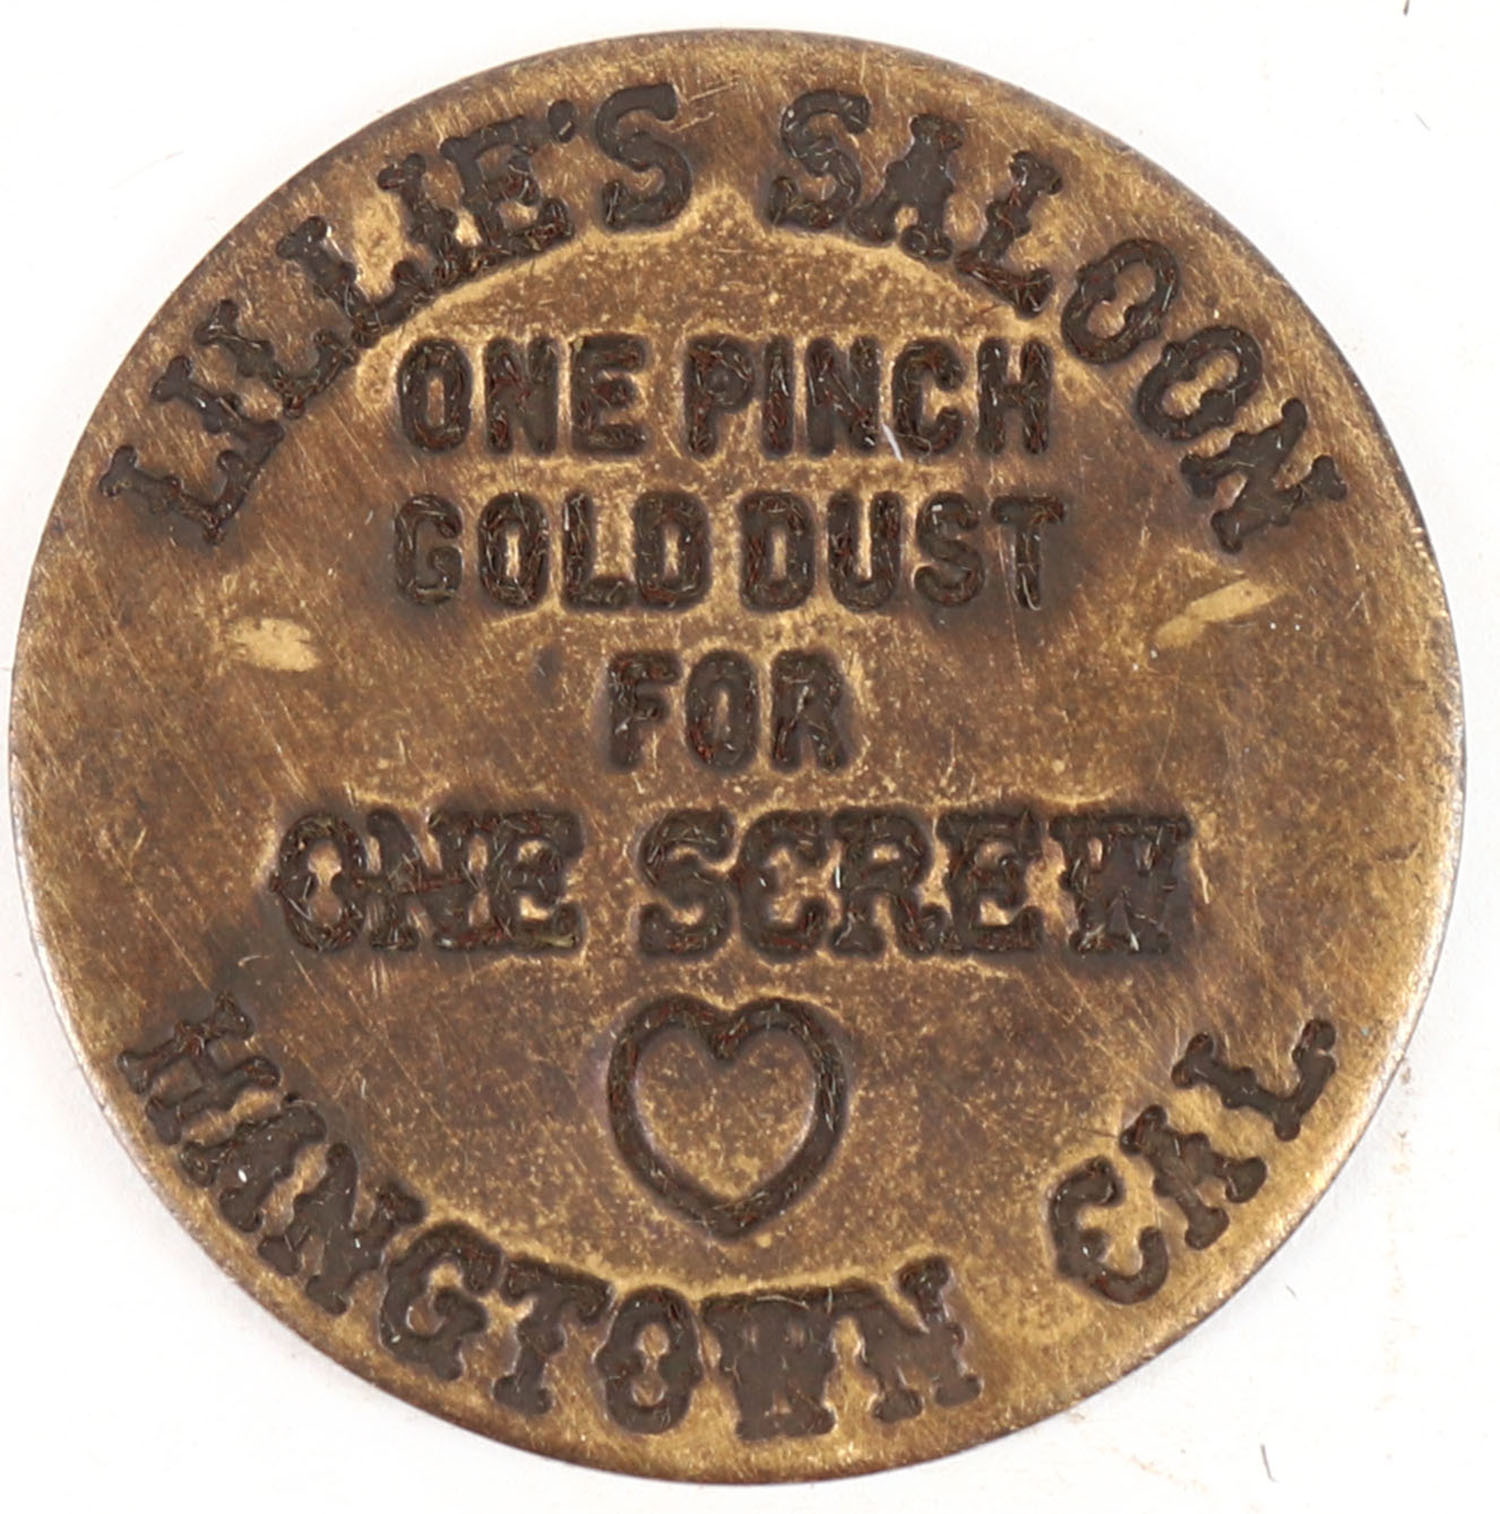 LILLIE'S SALOON
ONE PINCH
GOLD DUST
FOR
ONE SCREW
HANGTOWN CAL